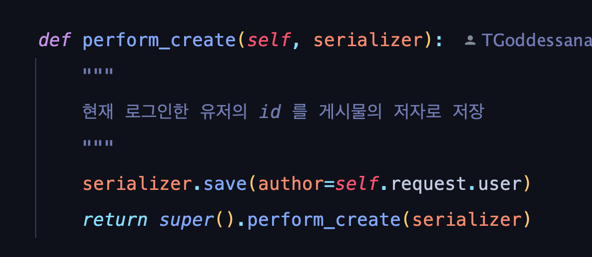 def perform_create(self, serializer): TGoddessana
"""
현재 로그인한 유저의 id 를 게시물의 저자로 저장
"""
serializer.save(author=self.request.user)
return super().perform_create(serializer)